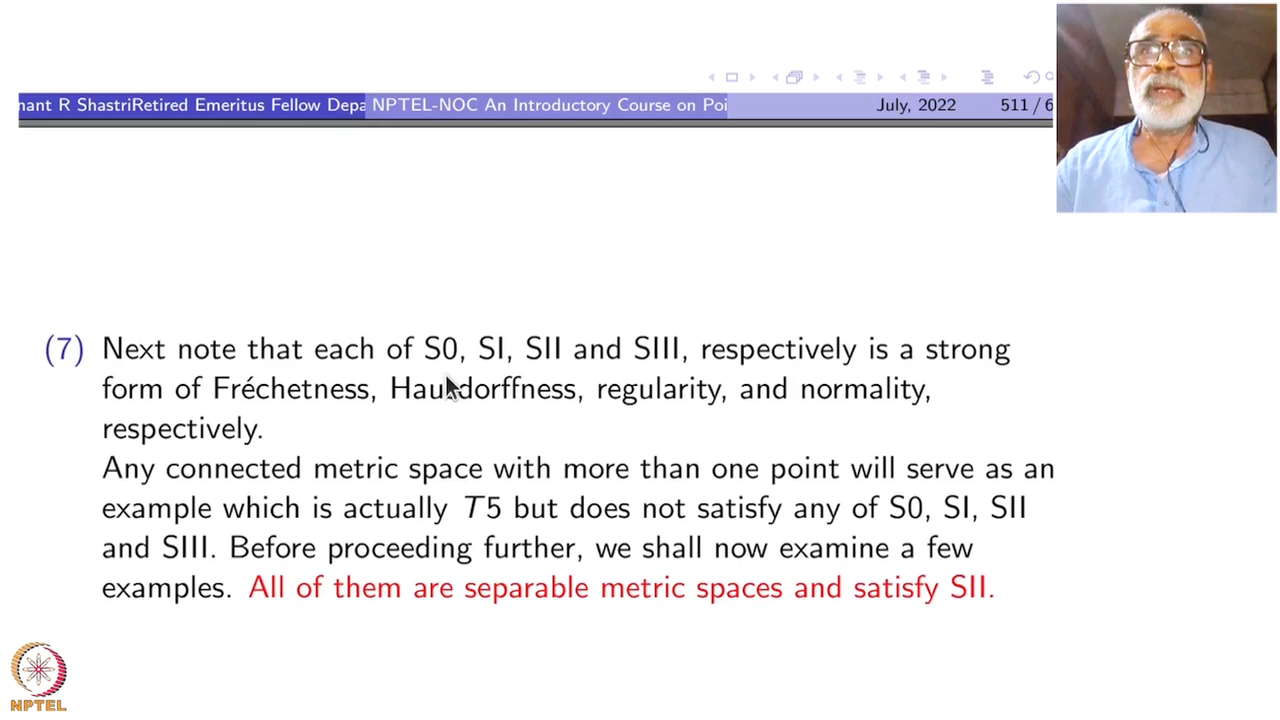 nant R ShastriRetired Emeritus Fellow Depa NPTEL-NOC An Introductory Course on Poi July, 2022 511 / 6
(7) Next note that each of S0, SI, SII and SIII, respectively is a strong
form of Fréchetness, Hausdorffness, regularity, and normality,
respectively.
Any connected metric space with more than one point will serve as an
example which is actually T5 but does not satisfy any of S0, SI, SII
and SIII. Before proceeding further, we shall now examine a few
examples. All of them are separable metric spaces and satisfy SII.
NPTEL